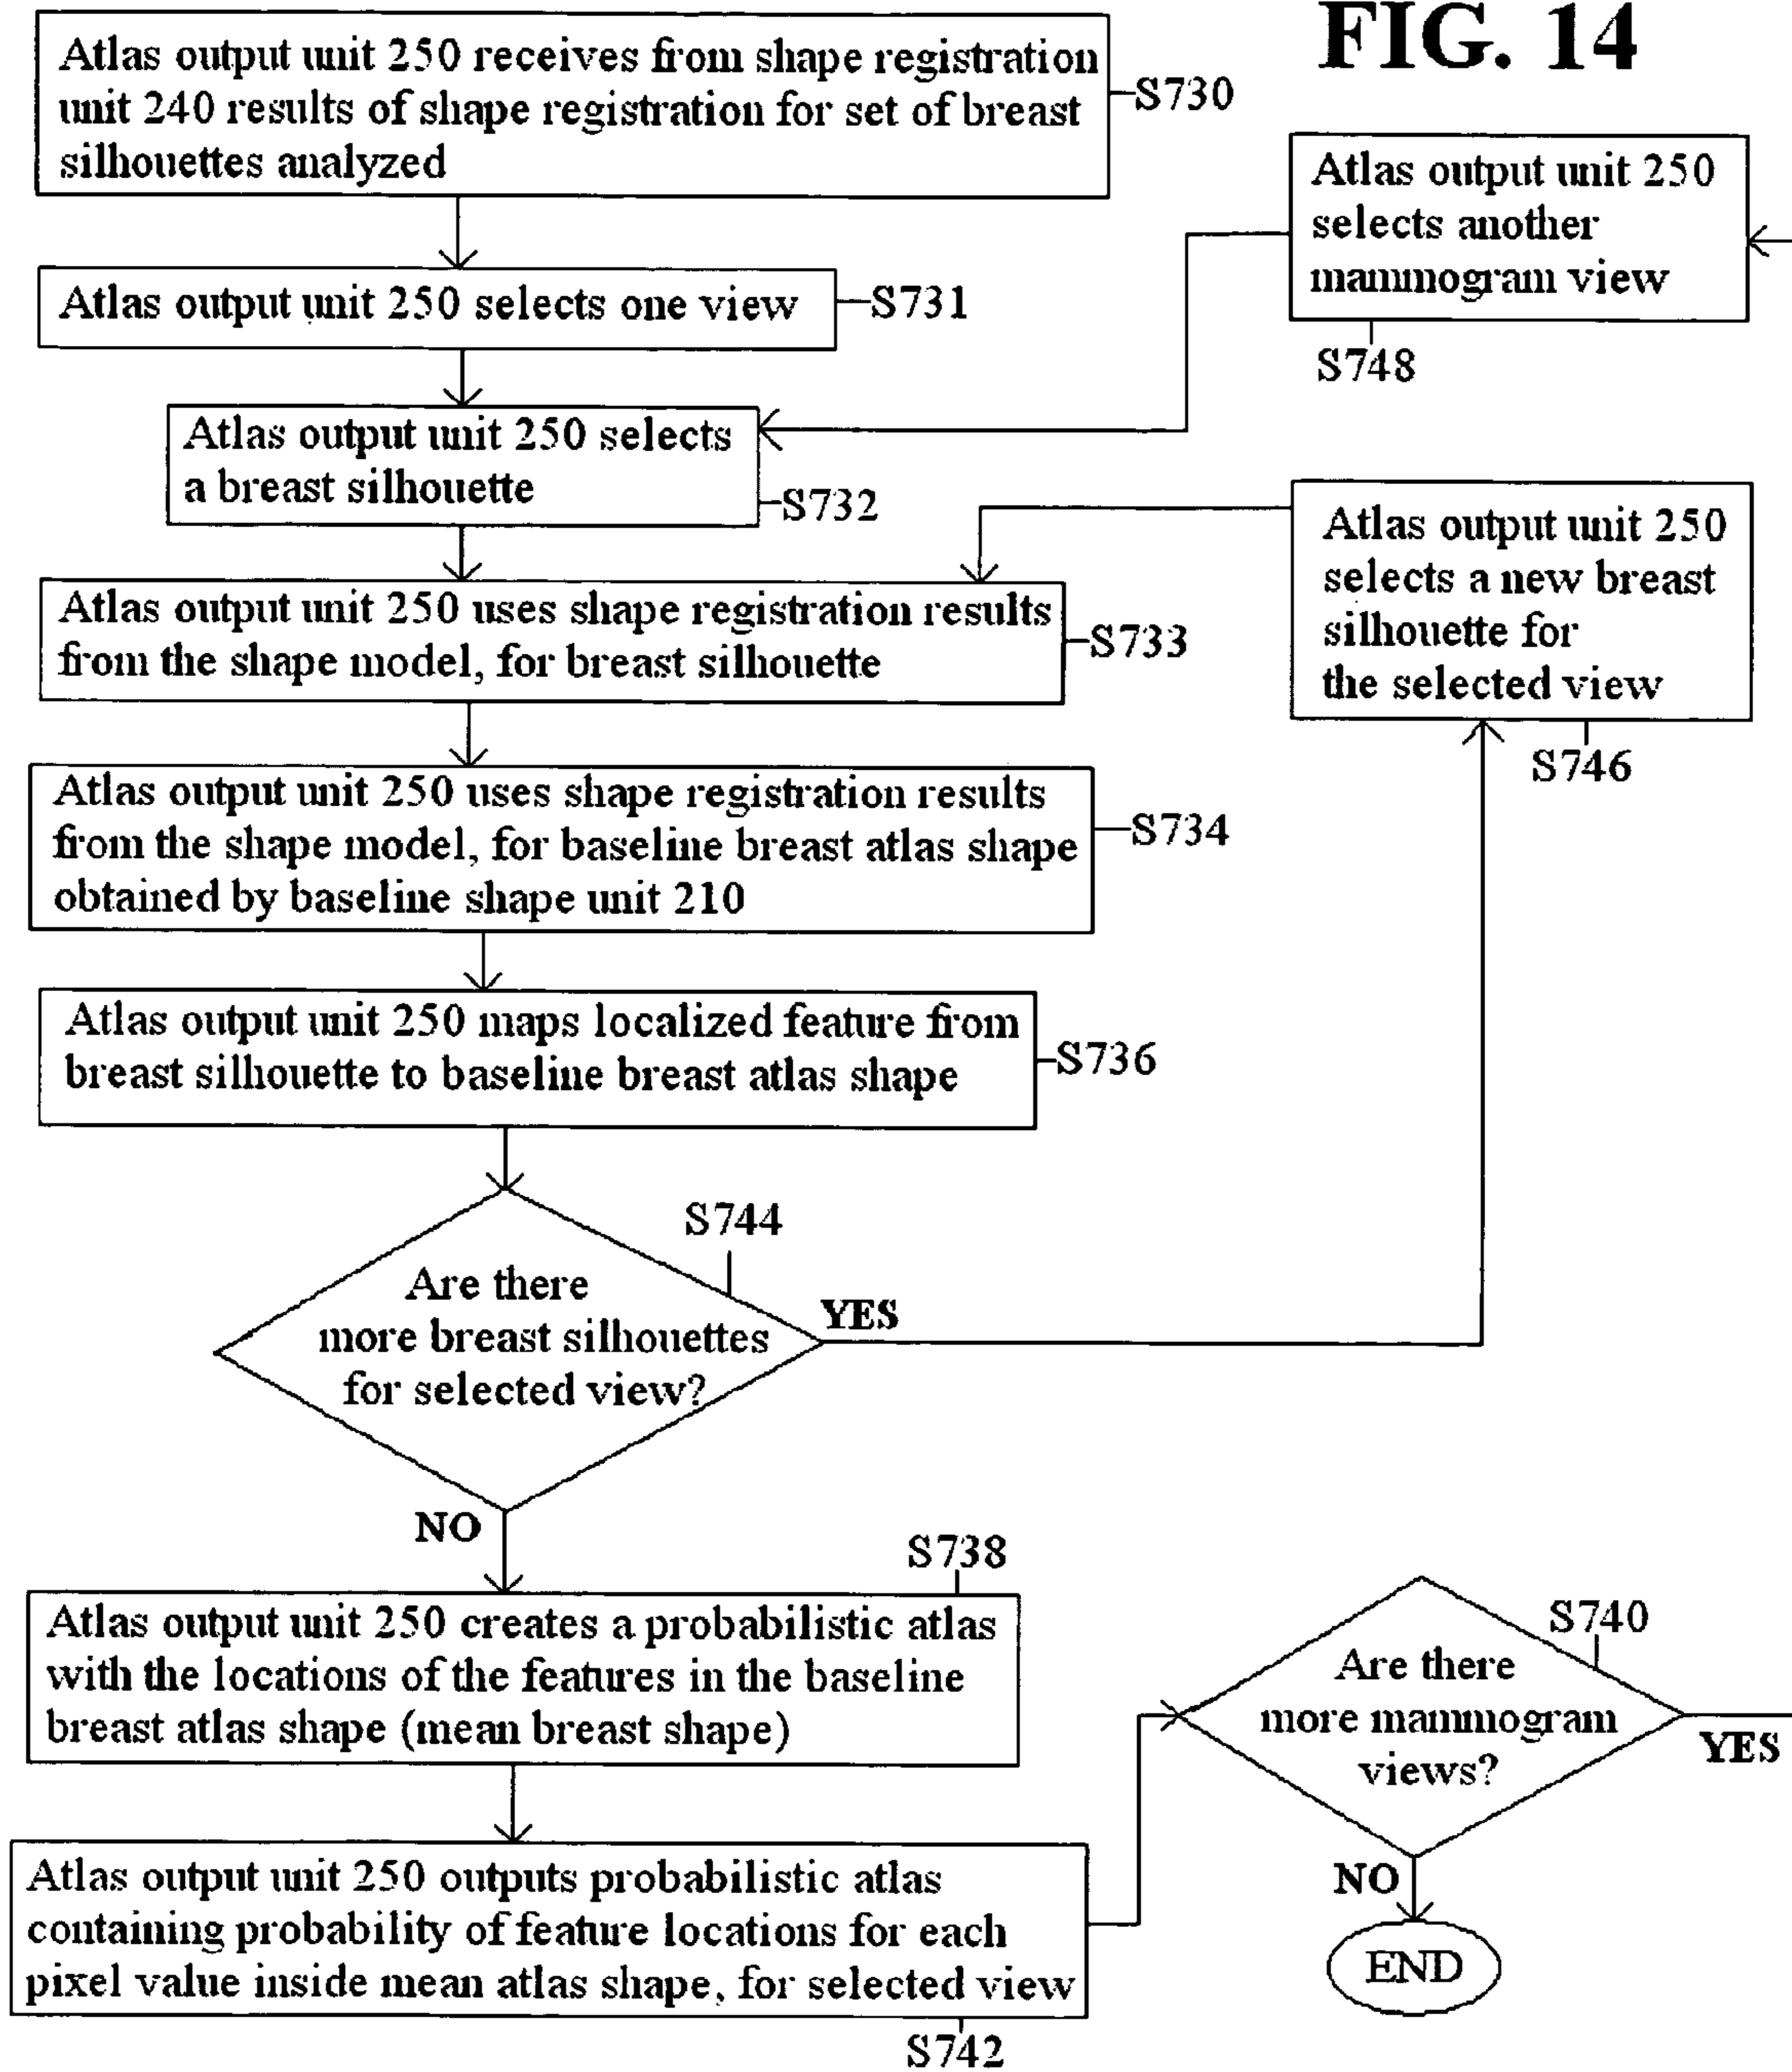 FIG. 14
Atlas output unit 250 receives from shape registration
unit 240 results of shape registration for set of breast
silhouettes analyzed
S730
Atlas output unit 250 selects one view
S731
Atlas output unit 250
selects another
mammogram view
S748
Atlas output unit 250 selects
a breast silhouette
S732
Atlas output unit 250
selects a new breast
silhouette for
the selected view
S746
Atlas output unit 250 uses shape registration results
from the shape model, for breast silhouette
S733
Atlas output unit 250 uses shape registration results
from the shape model, for baseline breast atlas shape
obtained by baseline shape unit 210
S734
Atlas output unit 250 maps localized feature from
breast silhouette to baseline breast atlas shape
S736
S744
Are there
more breast silhouettes
for selected view?
YES
NO
S738
Atlas output unit 250 creates a probabilistic atlas
with the locations of the features in the baseline
breast atlas shape (mean breast shape)
Atlas output unit 250 outputs probabilistic atlas
containing probability of feature locations for each
pixel value inside mean atlas shape, for selected view
S742
S740
Are there
more mammogram
views?
YES
NO
END